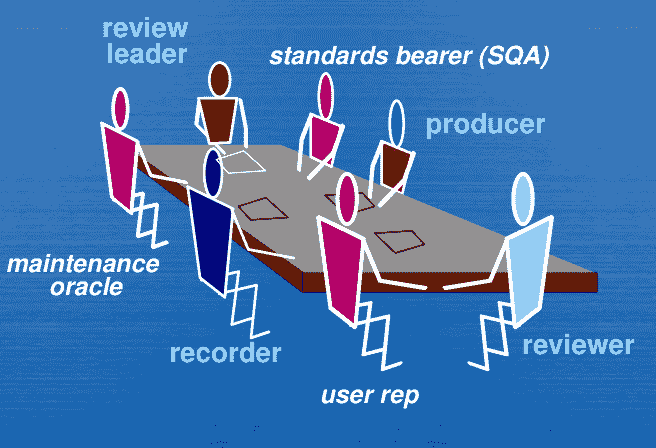 review
leader
standards bearer (SQA)
producer
maintenance
oracle
recorder
reviewer
user rep